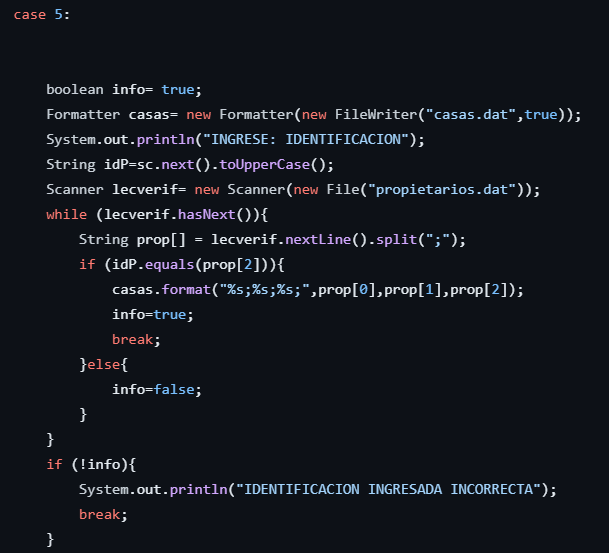 case 5:
boolean info= true;
Formatter casas= new Formatter(new FileWriter("casas.dat",true));
System.out.println("INGRESE: IDENTIFICACION");
String idP=sc.next().toUpperCase();
Scanner lecverif= new Scanner(new File("propietarios.dat"));
while (lecverif.hasNext()){
String prop[] = lecverif.nextLine().split(";");
if (idP.equals(prop[2])){
casas.format("%s;%s;%s;",prop[0],prop[1],prop[2]);
info=true;
break;
}else{
info=false;
}
}
if (!info){
System.out.println("IDENTIFICACION INGRESADA INCORRECTA");
break;
}